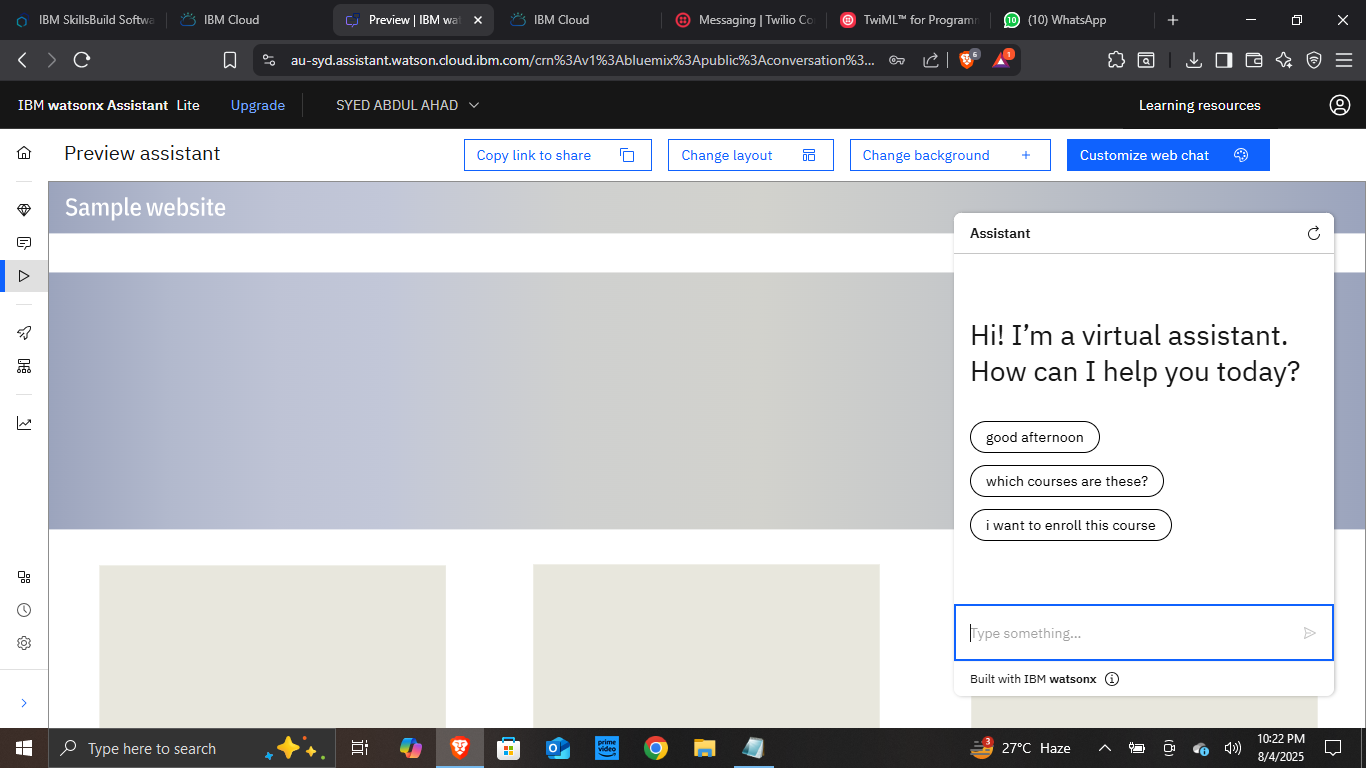 IBM SkillsBuild Softwa
IBM Cloud
Preview | IBM wat
IBM Cloud
Messaging | Twilio Co
TwiML™ for Programm
(10) WhatsApp
au-syd.assistant.watson.cloud.ibm.com/crn%3Av1%3Abluemix%3Apublic%3Aconversation%3...
6
1
IBM watsonx Assistant Lite
Upgrade
SYED ABDUL AHAD
Learning resources
Preview assistant
Copy link to share
Change layout
Change background
Customize web chat
Sample website
Assistant
Hi! I’m a virtual assistant.
How can I help you today?
good afternoon
which courses are these?
i want to enroll this course
Type something...
Built with IBM watsonx
Type here to search
prime video
3
27°C Haze
10:22 PM
8/4/2025